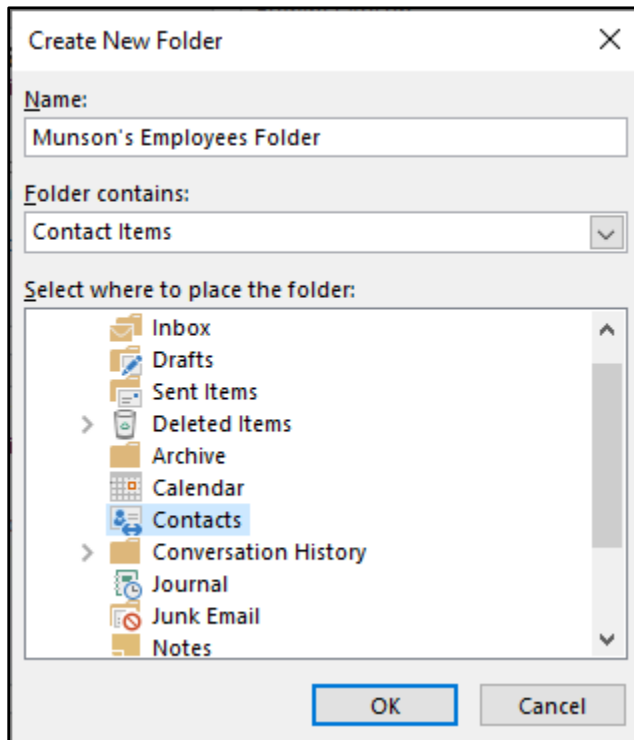 Create New Folder
Name:
Munson's Employees Folder
Folder contains:
Contact Items
Select where to place the folder:
Inbox
Drafts
Sent Items
Deleted Items
Archive
Calendar
Contacts
Conversation History
Journal
Junk Email
Notes
OK Cancel